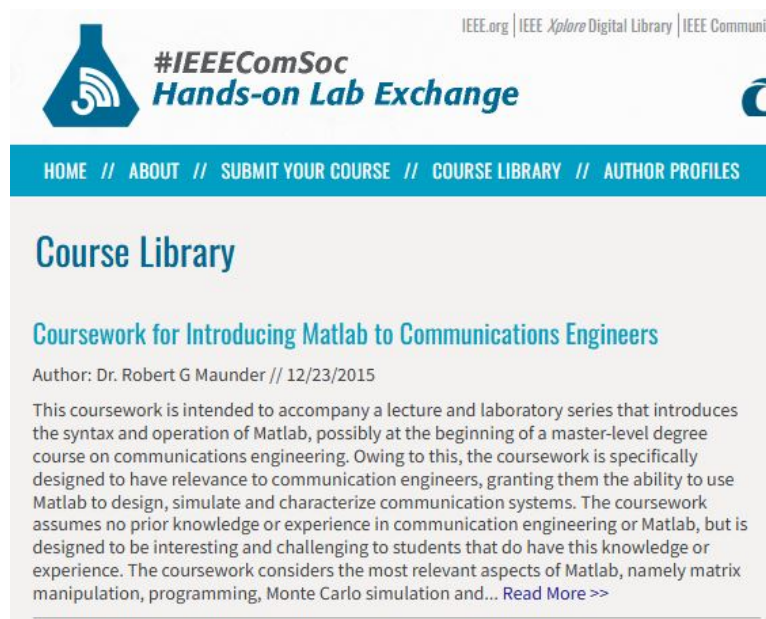 IEEE.org | IEEE Xplore Digital Library | IEEE
#IEEEComSoc
Hands-on Lab Exchange
HOME // ABOUT // SUBMIT YOUR COURSE // COURSE LIBRARY // AUTHOR PROFILES
Course Library
Coursework for Introducing Matlab to Communications Engineers
Author: Dr. Robert G Maunder // 12/23/2015
This coursework is intended to accompany a lecture and laboratory series that introduces
the syntax and operation of Matlab, possibly at the beginning of a master-level degree
course on communications engineering. Owing to this, the coursework is specifically
designed to have relevance to communication engineers, granting them the ability to use
Matlab to design, simulate and characterize communication systems. The coursework
assumes no prior knowledge or experience in communication engineering or Matlab, but is
designed to be interesting and challenging to students that do have this knowledge or
experience. The coursework considers the most relevant aspects of Matlab, namely matrix
manipulation, programming, Monte Carlo simulation and... Read More >>